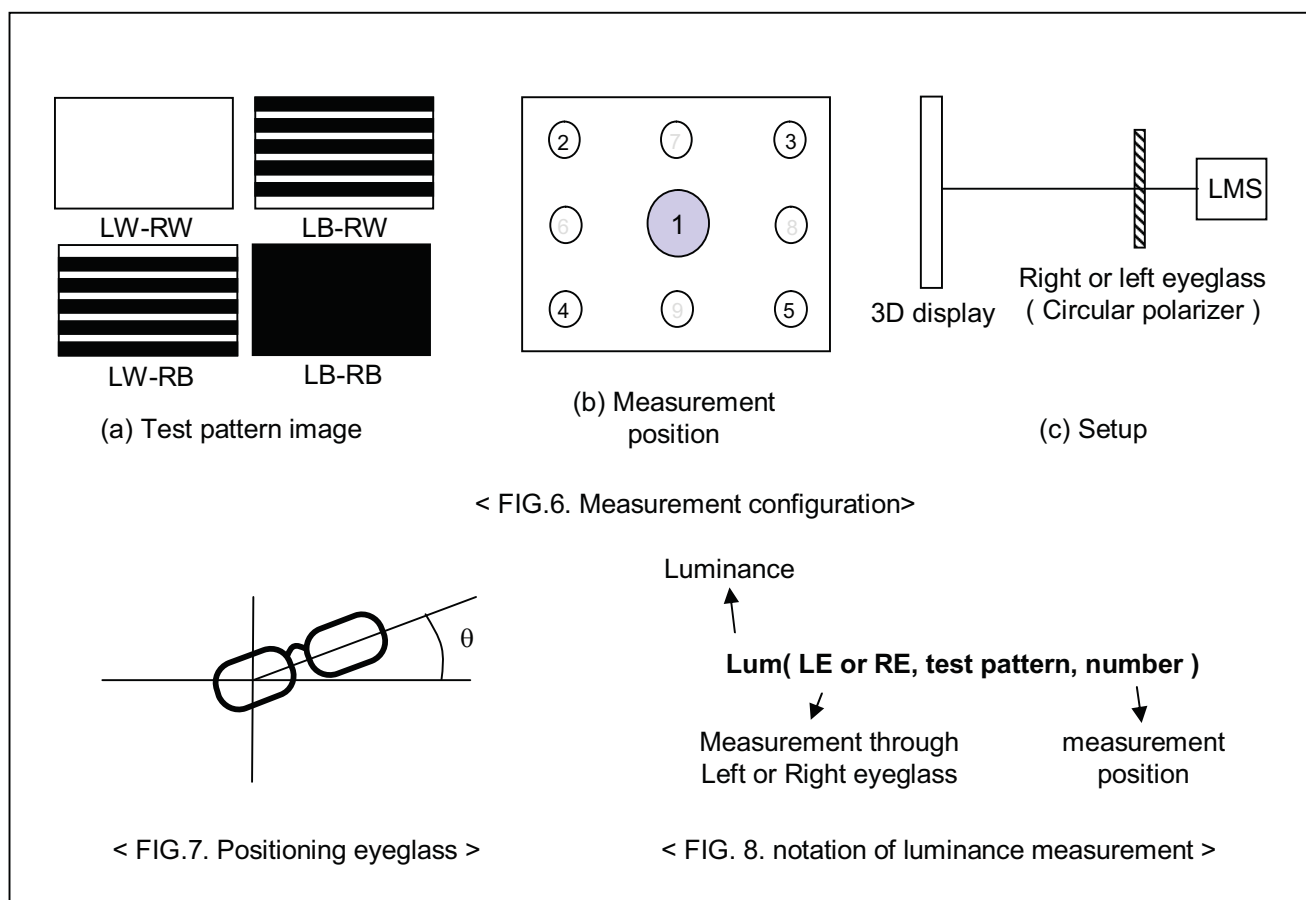 LW-RW
LB-RW
LW-RB
LB-RB
(a) Test pattern image
2
7
3
6
1
8
4
9
5
(b) Measurement
position
LMS
3D display
Right or left eyeglass
( Circular polarizer )
(c) Setup
< FIG.6. Measurement configuration>
θ
< FIG.7. Positioning eyeglass >
Luminance
Lum( LE or RE, test pattern, number )
Measurement through
Left or Right eyeglass
measurement
position
< FIG. 8. notation of luminance measurement >